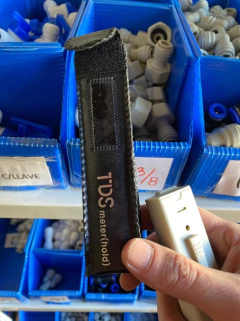 C/LLAVE
3/8
TDS
meter(hold)